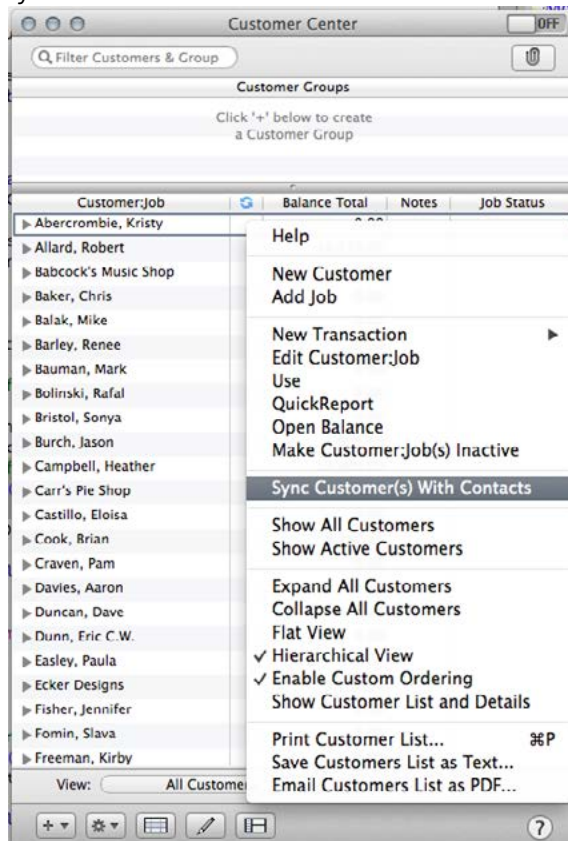 Customer Center
OFF
Filter Customers & Group
Customer Groups
Click '+' below to create
a Customer Group
Customer:Job Balance Total Notes Job Status
Abercrombie, Kristy
Allard, Robert
Babcock's Music Shop
Baker, Chris
Balak, Mike
Barley, Renee
Bauman, Mark
Bolinski, Rafal
Bristol, Sonya
Burch, Jason
Campbell, Heather
Carr's Pie Shop
Castillo, Eloisa
Cook, Brian
Craven, Pam
Davies, Aaron
Duncan, Dave
Dunn, Eric C.W.
Easley, Paula
Ecker Designs
Fisher, Jennifer
Fomin, Slava
Freeman, Kirby
View: All Custome
Help
New Customer
Add Job
New Transaction
Edit Customer:Job
Use
QuickReport
Open Balance
Make Customer:Job(s) Inactive
Sync Customer(s) With Contacts
Show All Customers
Show Active Customers
Expand All Customers
Collapse All Customers
Flat View
✓ Hierarchical View
✓ Enable Custom Ordering
Show Customer List and Details
Print Customer List... ⌘P
Save Customers List as Text...
Email Customers List as PDF...
?